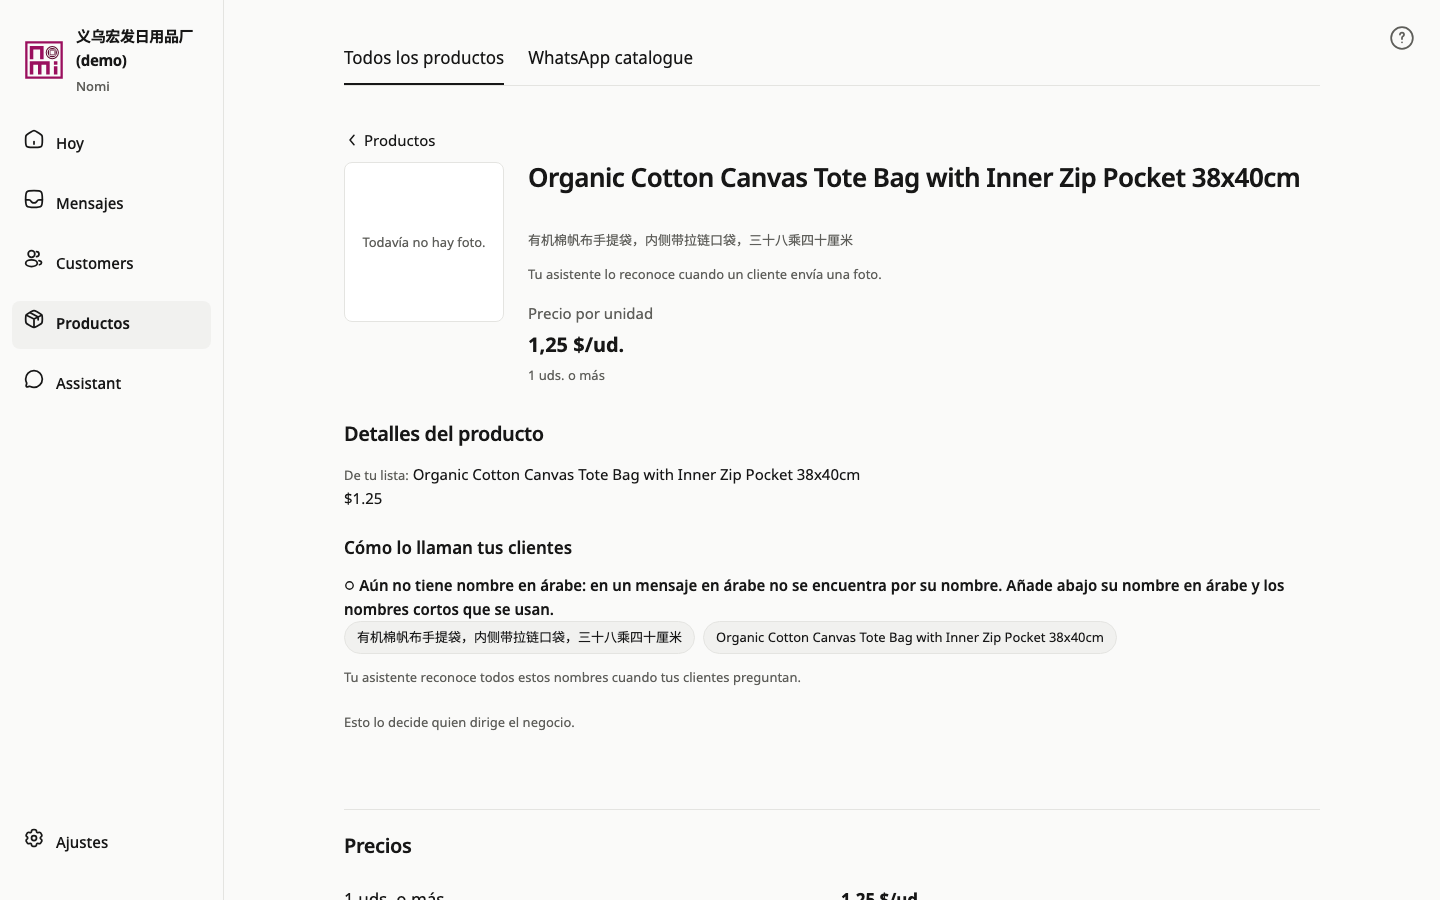 义乌宏发日用品厂
(demo)
Nomi
Hoy
Mensajes
Customers
Productos
Assistant
Ajustes
Todos los productos
WhatsApp catalogue
Productos
Todavía no hay foto.
Organic Cotton Canvas Tote Bag with Inner Zip Pocket 38x40cm
有机棉帆布手提袋，内侧带拉链口袋，三十八乘四十厘米
Tu asistente lo reconoce cuando un cliente envía una foto.
Precio por unidad
1,25 $/ud.
1 uds. o más
Detalles del producto
De tu lista: Organic Cotton Canvas Tote Bag with Inner Zip Pocket 38x40cm
$1.25
Cómo lo llaman tus clientes
Aún no tiene nombre en árabe: en un mensaje en árabe no se encuentra por su nombre. Añade abajo su nombre en árabe y los
nombres cortos que se usan.
有机棉帆布手提袋，内侧带拉链口袋，三十八乘四十厘米
Organic Cotton Canvas Tote Bag with Inner Zip Pocket 38x40cm
Tu asistente reconoce todos estos nombres cuando tus clientes preguntan.
Esto lo decide quien dirige el negocio.
Precios
1 uds. o más
1,25 $/ud.